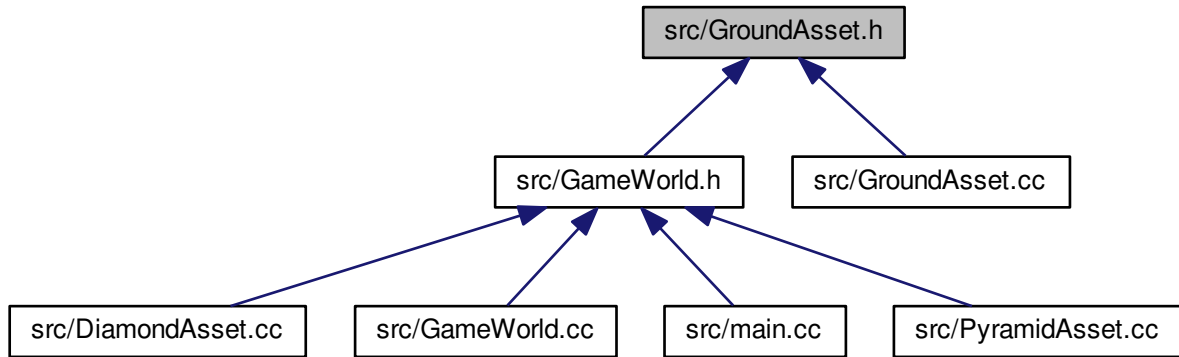 src/GroundAsset.h
src/GameWorld.h
src/GroundAsset.cc
src/DiamondAsset.cc
src/GameWorld.cc
src/main.cc
src/PyramidAsset.cc